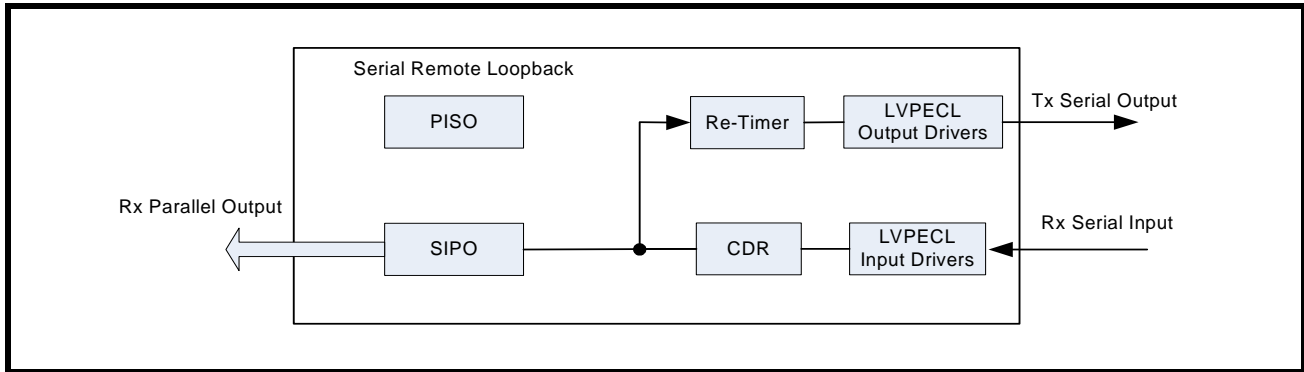 Serial Remote Loopback
PISO
Re-Timer
LVPECL
Output Drivers
Tx Serial Output
Rx Parallel Output
SIPO
CDR
LVPECL
Input Drivers
Rx Serial Input